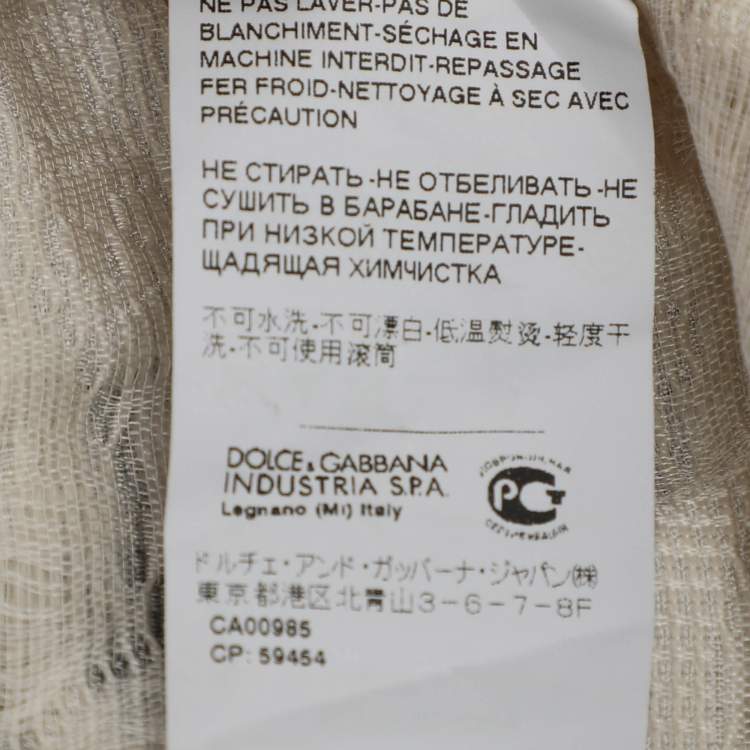 NE PAS LAVER-PAS DE
BLANCHIMENT-SÉCHAGE EN
MACHINE INTERDIT-REPASSAGE
FER FROID-NETTOYAGE À SEC AVEC
PRÉCAUTION
НЕ СТИРАТЬ-НЕ ОТБЕЛИВАТЬ-НЕ
СУШИТЬ В БАРАБАНЕ-ГЛАДИТЬ
ПРИ НИЗКОЙ ТЕМПЕРАТУРЕ-
ЩАДЯЩАЯ ХИМЧИСТКА
不可水洗-不可漂白-低温熨烫-轻度干
洗-不可使用滚筒
DOLCE & GABBANA
INDUSTRIA S.P.A.
Legnano (Mi) Italy
РСТ
ドルチェ・アンド・ガッバーナ・ジャパン㈱
東京都港区北青山3-6-7-8F
CA00985
CP: 59454